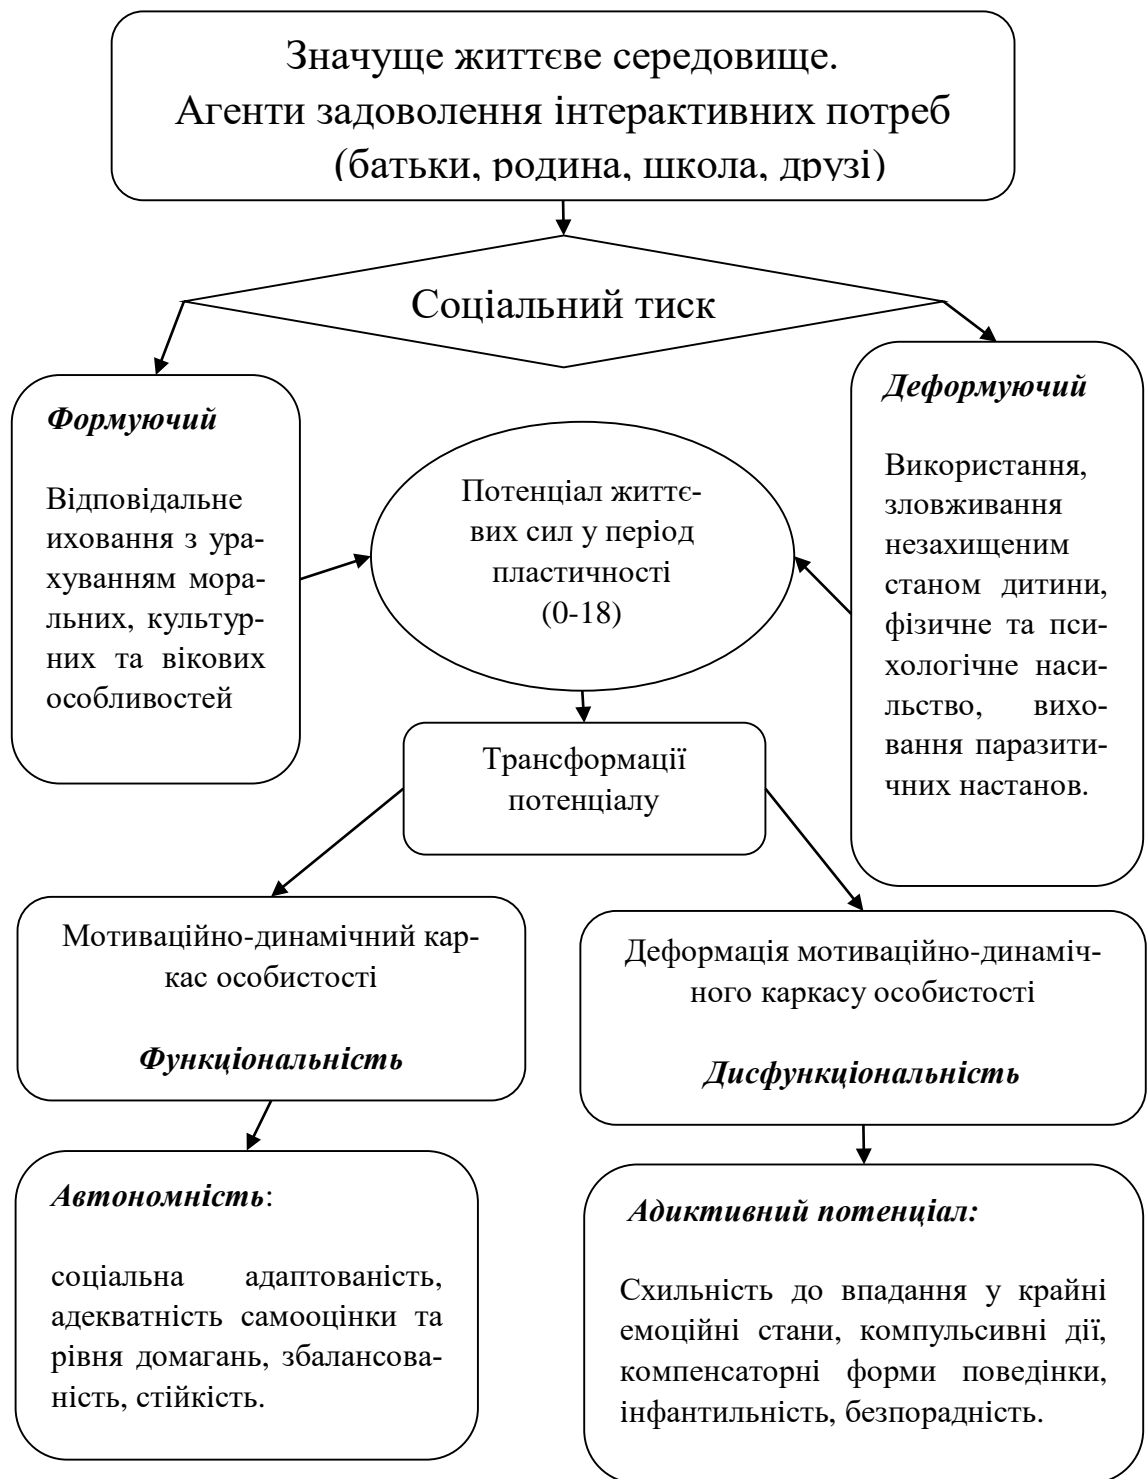 Значуще життєве середовище.
Агенти задоволення інтерактивних потреб
(батьки, родина, школа, друзі)
Соціальний тиск
Формуючий
Відповідальне
иховання з ура-
хуванням мора-
льних, культур-
них та вікових
особливостей
Потенціал життє-
вих сил у період
пластичності
(0-18)
Деформуючий
Використання,
зловживання
незахищеним
станом дитини,
фізичне та пси-
хологічне наси-
льство, вихо-
вання паразити-
чних настанов.
Трансформації
потенціалу
Мотиваційно-динамічний кар-
кас особистості
Функціональність
Деформація мотиваційно-динаміч-
ного каркасу особистості
Дисфункціональність
Автономність:
соціальна адаптованість,
адекватність самооцінки та
рівня домагань, збалансова-
ність, стійкість.
Адиктивний потенціал:
Схильність до впадання у крайні
емоційні стани, компульсивні дії,
компенсаторні форми поведінки,
інфантильність, безпорадність.